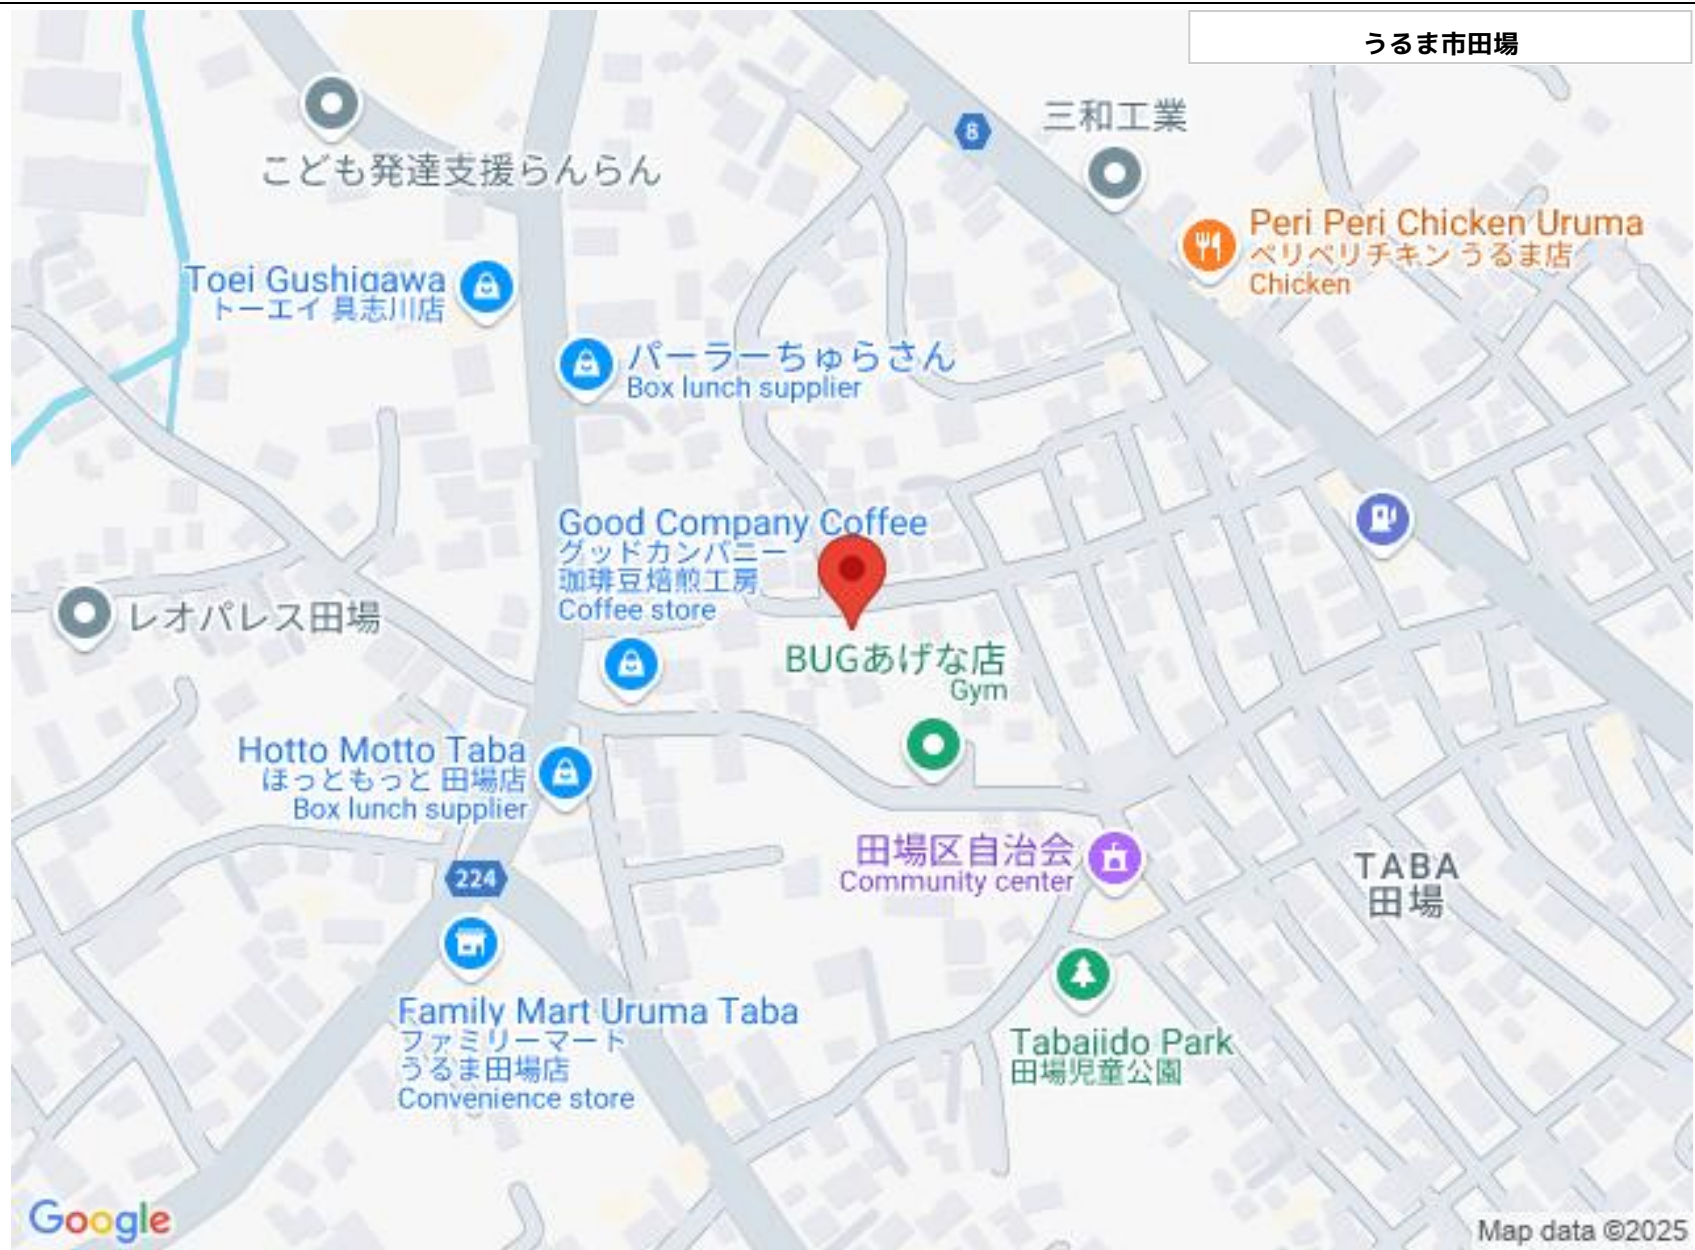 うるま市田場
8
三和工業
こども発達支援らんらん
Peri Peri Chicken Uruma
ペリペリチキン うるま店
Chicken
Toei Gushigawa
トーエイ 具志川店
パーラーちゅらさん
Box lunch supplier
Good Company Coffee
グッドカンパニー
珈琲豆焙煎工房
Coffee store
レオパレス田場
BUGあげな店
Gym
Hotto Motto Taba
ほっともっと 田場店
Box lunch supplier
田場区自治会
Community center
TABA
田場
224
Family Mart Uruma Taba
ファミリーマート
うるま田場店
Convenience store
Tabajido Park
田場児童公園
Google
Map data ©2025